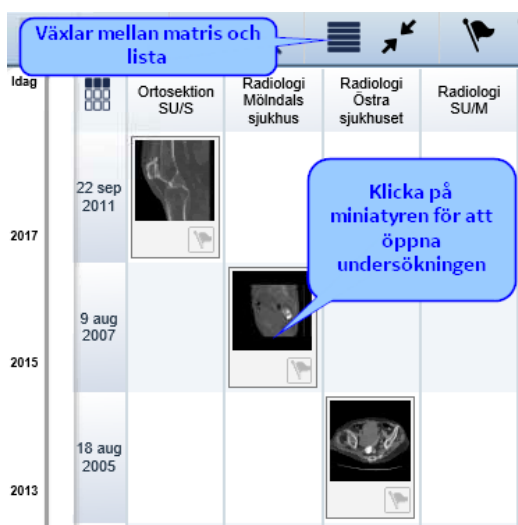 Växlar mellan matris och
lista
Idag
Ortosektion
SU/S
Radiologi
Mölndals
sjukhus
Radiologi
Östra
sjukhuset
Radiologi
SU/M
22 sep
2011
Klicka på
miniatyren för att
öppna
undersökningen
2017
9 aug
2007
2015
18 aug
2005
2013